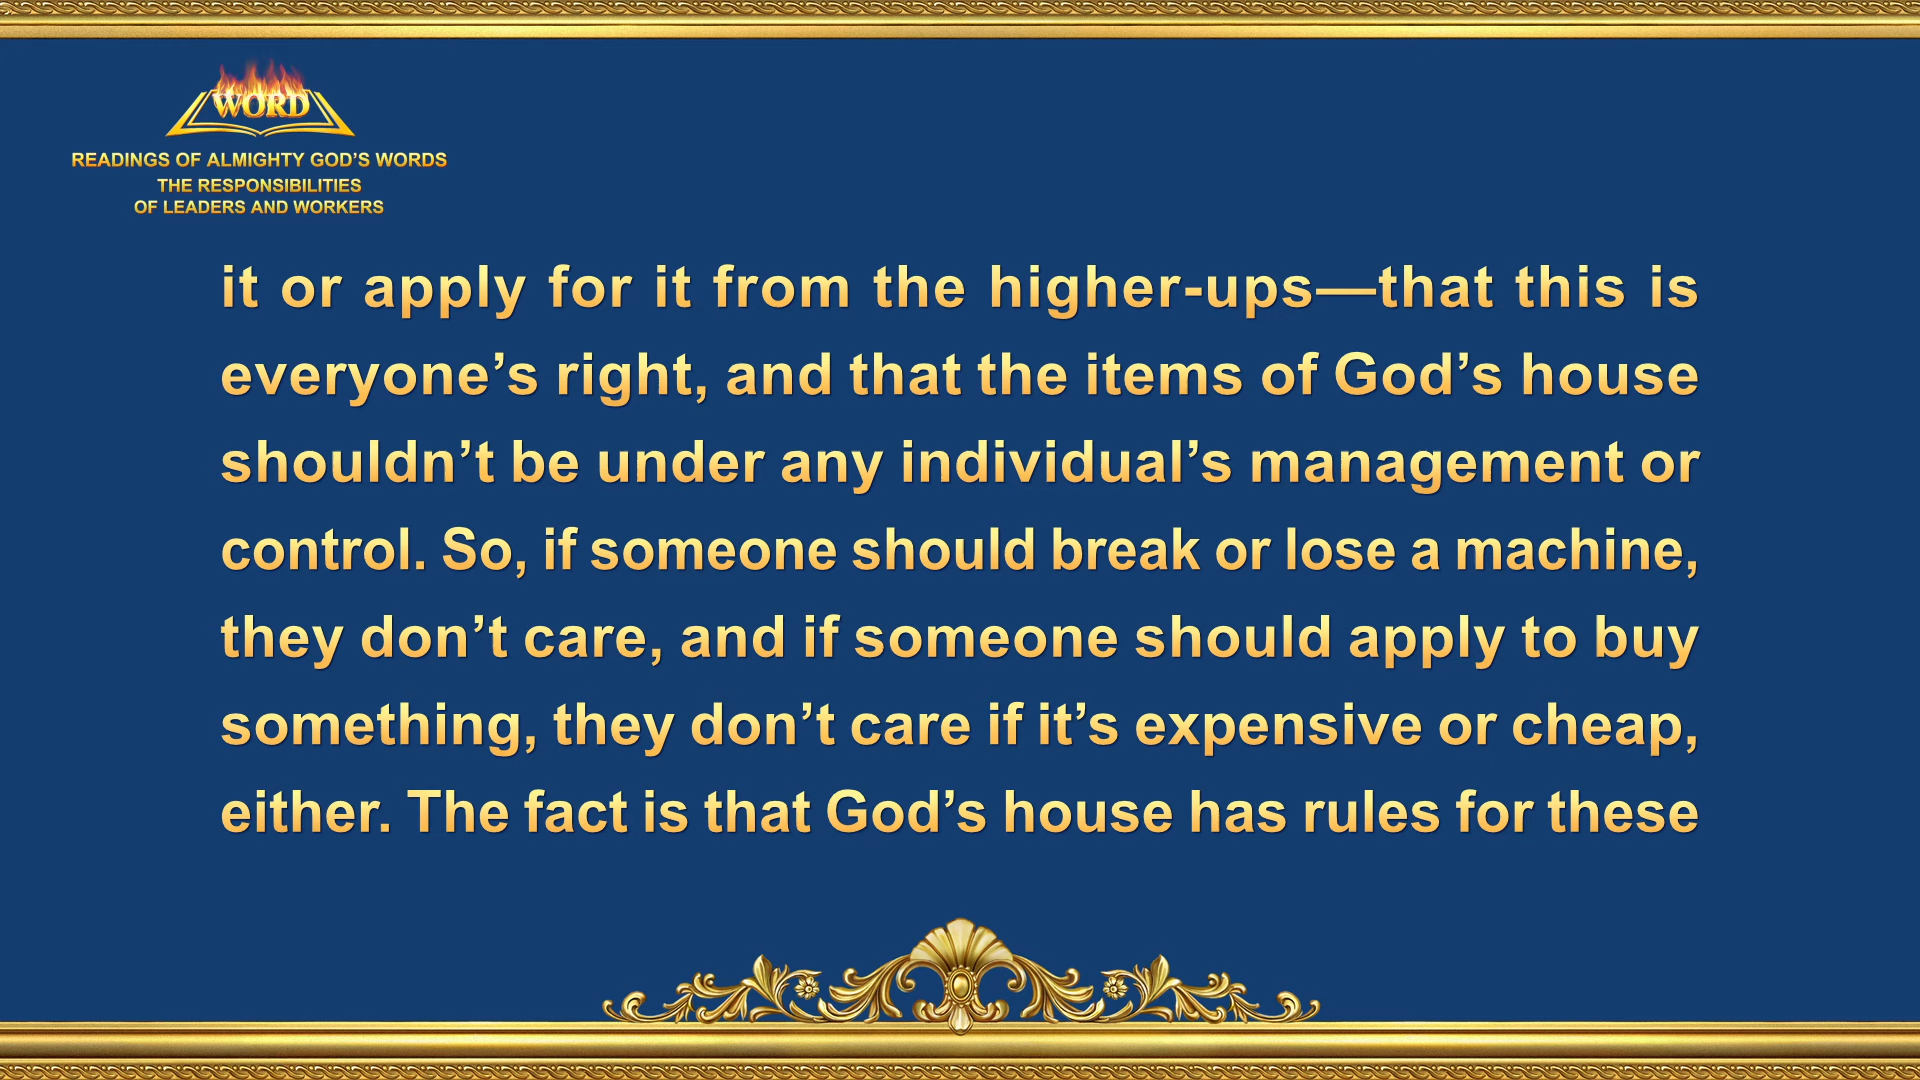 WORD
READINGS OF ALMIGHTY GOD’S WORDS
THE RESPONSIBILITIES
OF LEADERS AND WORKERS
it or apply for it from the higher-ups—that this is
everyone’s right, and that the items of God’s house
shouldn’t be under any individual’s management or
control. So, if someone should break or lose a machine,
they don’t care, and if someone should apply to buy
something, they don’t care if it’s expensive or cheap,
either. The fact is that God’s house has rules for these